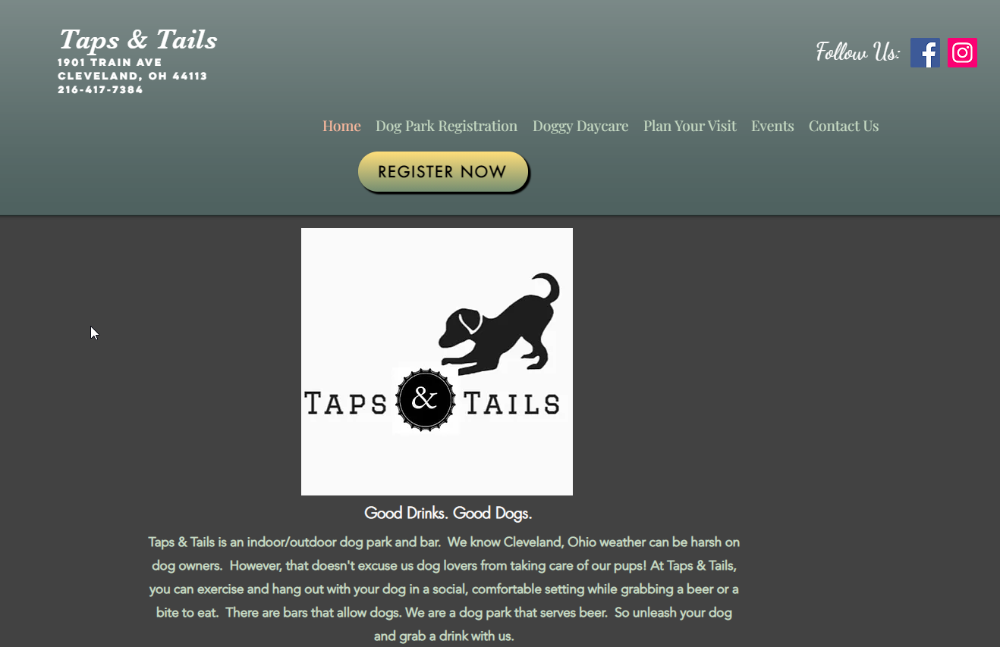 Taps & Tails
1901 TRAIN AVE
CLEVELAND, OH 44113
216-417-7384
Follow Us:
Home Dog Park Registration Doggy Daycare Plan Your Visit Events Contact Us
REGISTER NOW
TAPS & TAILS
Good Drinks. Good Dogs.
Taps & Tails is an indoor/outdoor dog park and bar.  We know Cleveland, Ohio weather can be harsh on
dog owners.  However, that doesn't excuse us dog lovers from taking care of our pups! At Taps & Tails,
you can exercise and hang out with your dog in a social, comfortable setting while grabbing a beer or a
bite to eat.  There are bars that allow dogs. We are a dog park that serves beer.  So unleash your dog
and grab a drink with us.